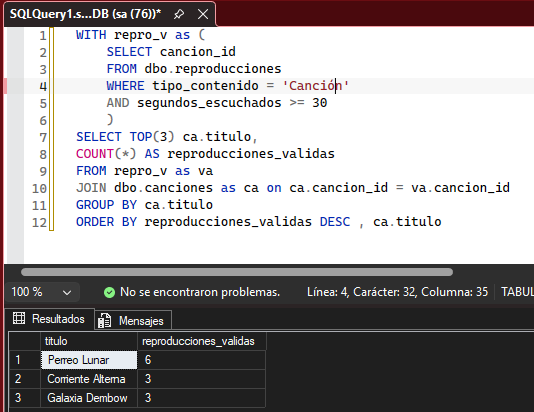 SQLQuery1.s...DB (sa (76))*
1 WITH repro_v as (
2 SELECT cancion_id
3 FROM dbo.reproducciones
4 WHERE tipo_contenido = 'Canción'
5 AND segundos_escuchados >= 30
6 )
7 SELECT TOP(3) ca.titulo,
8 COUNT(*) AS reproducciones_validas
9 FROM repro_v as va
10 JOIN dbo.canciones as ca on ca.cancion_id = va.cancion_id
11 GROUP BY ca.titulo
12 ORDER BY reproducciones_validas DESC , ca.titulo
100 % No se encontraron problemas. Línea: 4, Carácter: 32, Columna: 35 TABUL
Resultados Mensajes
titulo reproducciones_validas
1 Perreo Lunar 6
2 Corriente Alterna 3
3 Galaxia Dembow 3